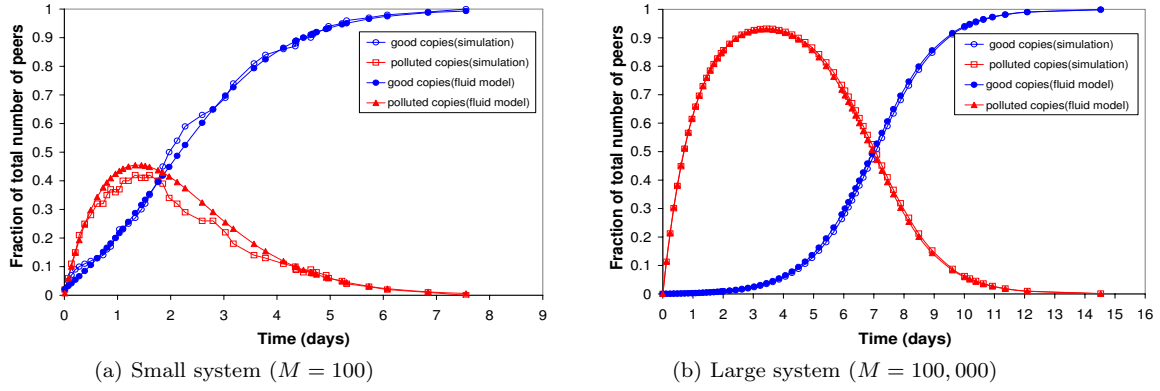 Fraction of total number of peers
1
0.9
0.8
0.7
0.6
0.5
0.4
0.3
0.2
0.1
0
good copies(simulation)
polluted copies(simulation)
good copies(fluid model)
polluted copies(fluid model)
0 1 2 3 4 5 6 7 8 9
Time (days)
(a) Small system (M = 100)
Fraction of total number of peers
1
0.9
0.8
0.7
0.6
0.5
0.4
0.3
0.2
0.1
0
good copies(simulation)
polluted copies(simulation)
good copies(fluid model)
polluted copies(fluid model)
0 1 2 3 4 5 6 7 8 9 10 11 12 13 14 15 16
Time (days)
(b) Large system (M = 100, 000)